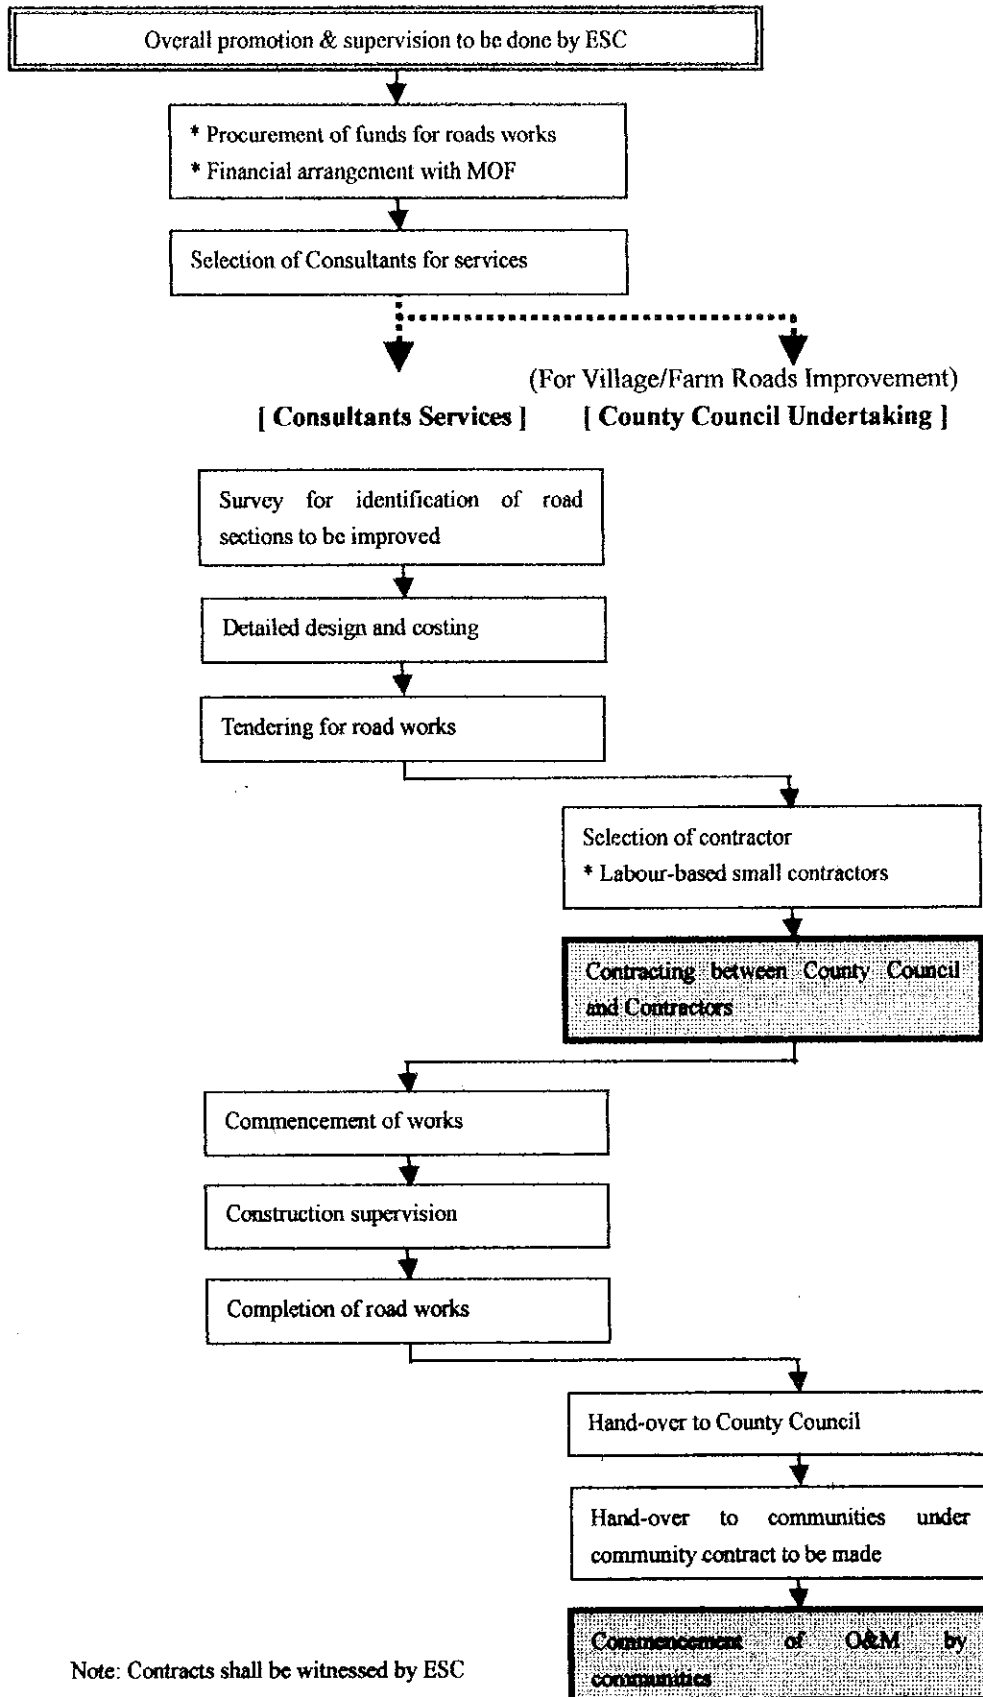 Overall promotion & supervision to be done by ESC
* Procurement of funds for roads works
* Financial arrangement with MOF
Selection of Consultants for services
(For Village/Farm Roads Improvement)
[ Consultants Services ] [ County Council Undertaking ]
Survey for identification of road
sections to be improved
Detailed design and costing
Tendering for road works
Selection of contractor
* Labour-based small contractors
Contracting between County Council
and Contractors
Commencement of works
Construction supervision
Completion of road works
Hand-over to County Council
Hand-over to communities under
community contract to be made
Commencement of O&M by
communities
Note: Contracts shall be witnessed by ESC